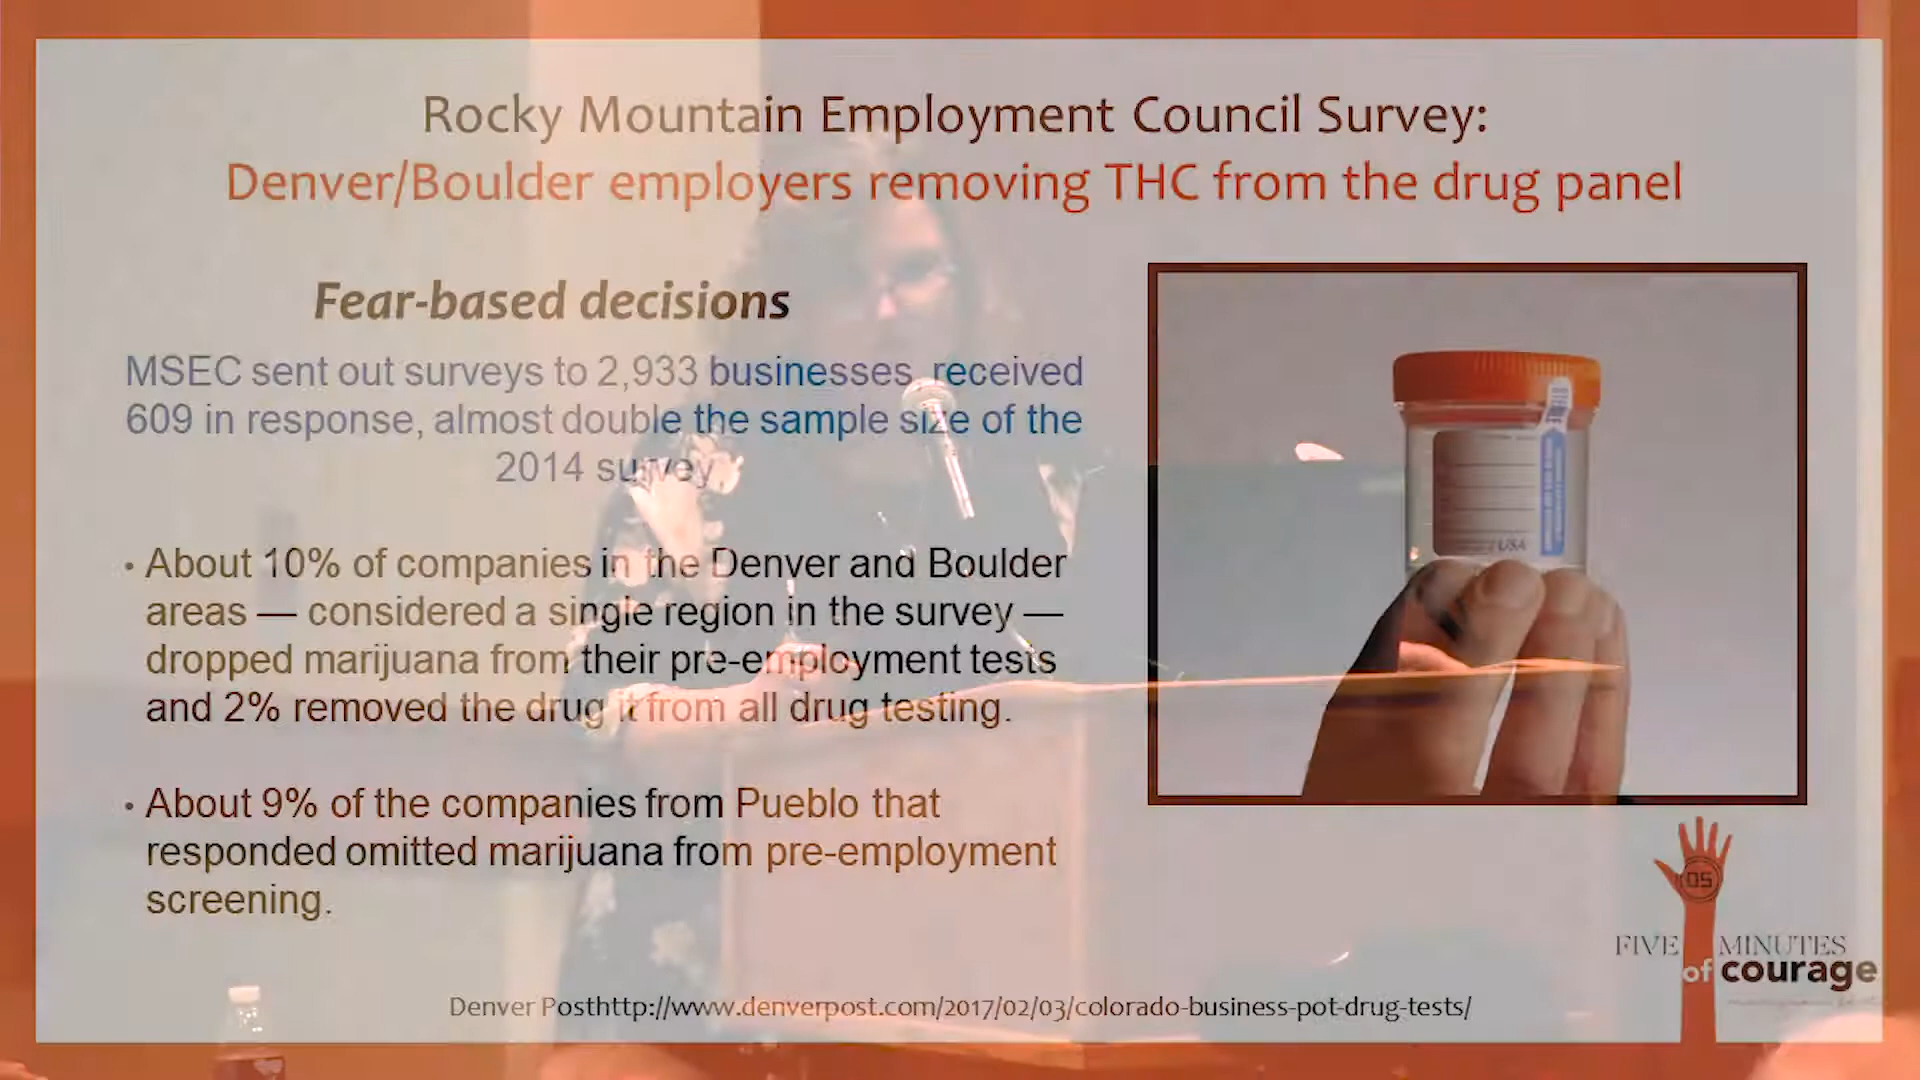 Rocky Mountain Employment Council Survey:
Denver/Boulder employers removing THC from the drug panel
Fear-based decisions
MSEC sent out surveys to 2,933 businesses, received
609 in response, almost double the sample size of the
2014 survey
• About 10% of companies in the Denver and Boulder
areas — considered a single region in the survey —
dropped marijuana from their pre-employment tests
and 2% removed the drug it from all drug testing.
• About 9% of the companies from Pueblo that
responded omitted marijuana from pre-employment
screening.
USA
05
FIVE MINUTES
of courage
Denver Posthttp://www.denverpost.com/2017/02/03/colorado-business-pot-drug-tests/